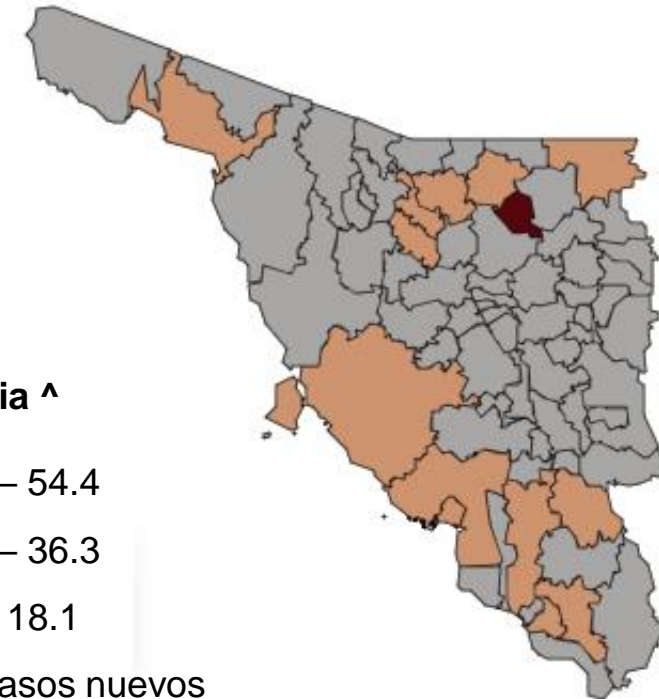 ia ^
– 54.4
– 36.3
18.1
asos nuevos